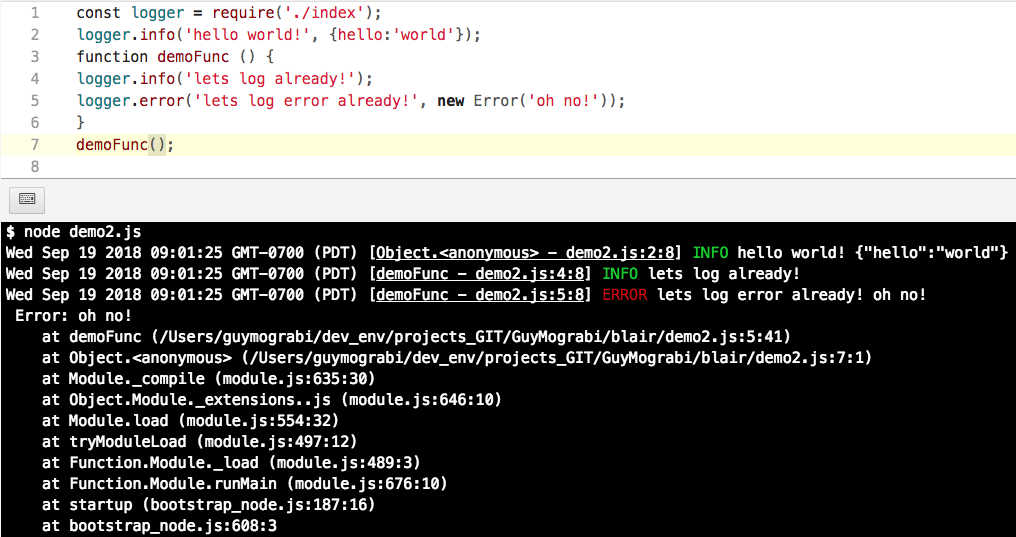 1 const logger = require('./index');
2 logger.info('hello world!', {hello:'world'});
3 function demoFunc () {
4 logger.info('lets log already!');
5 logger.error('lets log error already!', new Error('oh no!'));
6 }
7 demoFunc();
8
$ node demo2.js
Wed Sep 19 2018 09:01:25 GMT-0700 (PDT) [Object.<anonymous> - demo2.js:2:8] INFO hello world! {"hello":"world"}
Wed Sep 19 2018 09:01:25 GMT-0700 (PDT) [demoFunc - demo2.js:4:8] INFO lets log already!
Wed Sep 19 2018 09:01:25 GMT-0700 (PDT) [demoFunc - demo2.js:5:8] ERROR lets log error already! oh no!
Error: oh no!
at demoFunc (/Users/guymograbi/dev_env/projects_GIT/GuyMograbi/blair/demo2.js:5:41)
at Object.<anonymous> (/Users/guymograbi/dev_env/projects_GIT/GuyMograbi/blair/demo2.js:7:1)
at Module._compile (module.js:635:30)
at Object.Module._extensions..js (module.js:646:10)
at Module.load (module.js:554:32)
at tryModuleLoad (module.js:497:12)
at Function.Module._load (module.js:489:3)
at Function.Module.runMain (module.js:676:10)
at startup (bootstrap_node.js:187:16)
at bootstrap_node.js:608:3